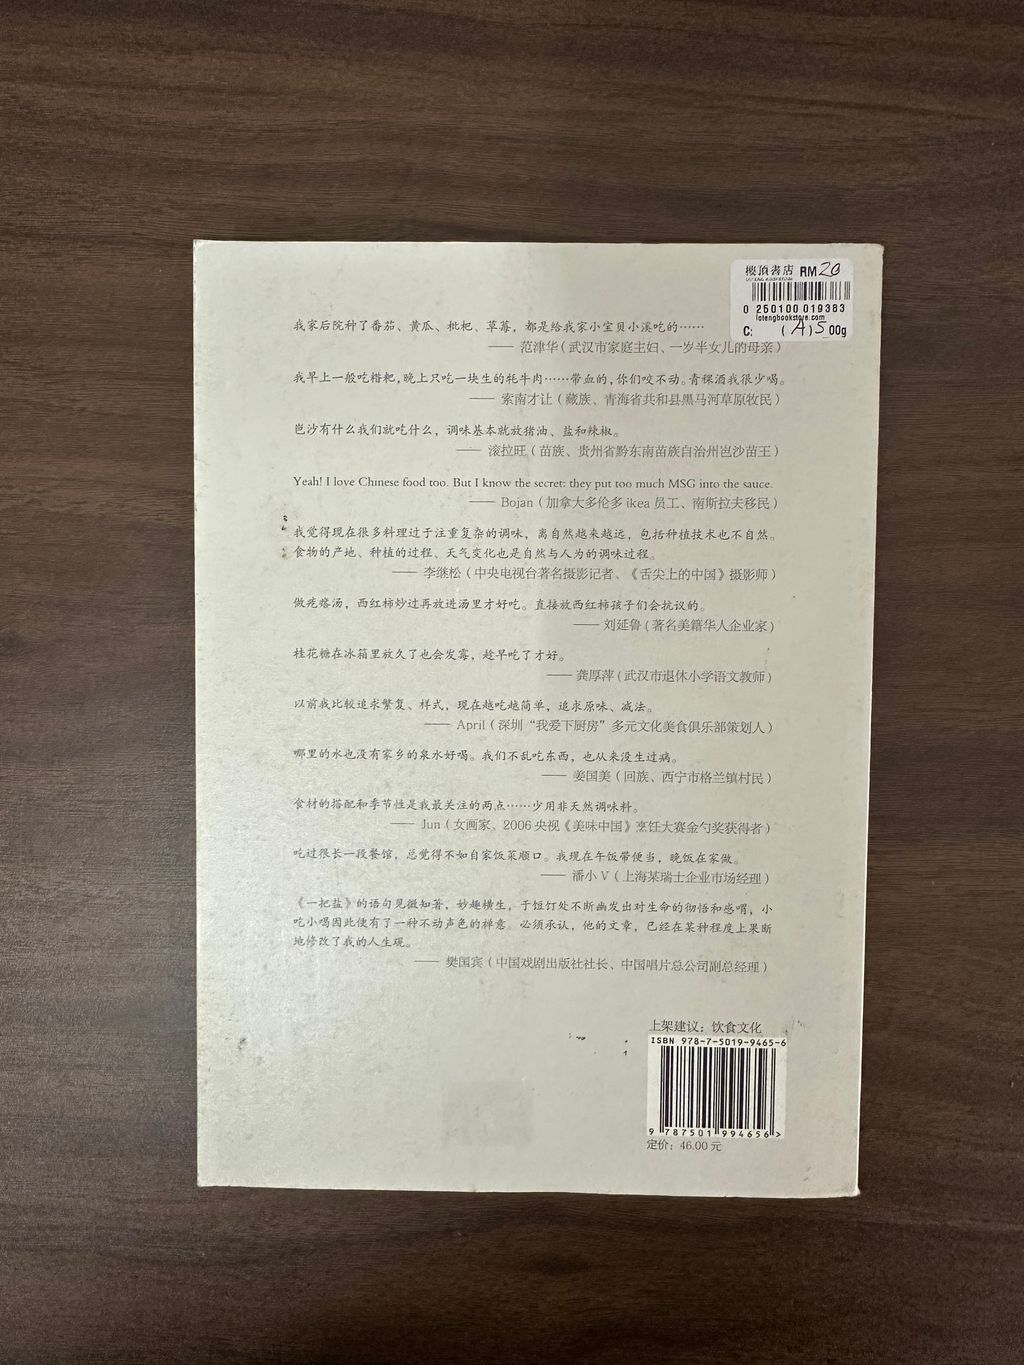 樓頂書店 RM 20
0 250100 019383
lotengbookstore.com
C: (A)5 00g
我家后院种了番茄、黄瓜、枇杷、草莓，都是给我家小宝贝小溪吃的……
—— 范津华（武汉市家庭主妇、一岁半女儿的母亲）
我早上一般吃糌粑，晚上只吃一块生的牦牛肉……带血的，你们咬不动。青稞酒我很少喝。
—— 索南才让（藏族、青海省共和县黑马河草原牧民）
岜沙有什么我们就吃什么，调味基本就放猪油、盐和辣椒。
—— 滚拉旺（苗族、贵州省黔东南苗族自治州岜沙苗王）
Yeah! I love Chinese food too. But I know the secret: they put too much MSG into the sauce.
—— Bojan（加拿大多伦多 ikea 员工、南斯拉夫移民）
我觉得现在很多料理过于注重复杂的调味，离自然越来越远，包括种植技术也不自然。
食物的产地、种植的过程、天气变化也是自然与人为的调味过程。
—— 李继松（中央电视台著名摄影记者、《舌尖上的中国》摄影师）
做疙瘩汤，西红柿炒过再放进汤里才好吃。直接放西红柿孩子们会抗议的。
—— 刘延鲁（著名美籍华人企业家）
桂花糖在冰箱里放久了也会发霉，趁早吃了才好。
—— 龚厚萍（武汉市退休小学语文教师）
以前我比较追求繁复、样式，现在越吃越简单，追求原味、减法。
—— April（深圳“我爱下厨房”多元文化美食俱乐部策划人）
哪里的水也没有家乡的泉水好喝。我们不乱吃东西，也从来没生过病。
—— 姜国美（回族、西宁市格兰镇村民）
食材的搭配和季节性是我最关注的两点……少用非天然调味料。
—— Jun（女画家、2006 央视《美味中国》烹饪大赛金勺奖获得者）
吃过很长一段餐馆，总觉得不如自家饭菜顺口。我现在午饭带便当，晚饭在家做。
—— 潘小 V（上海某瑞士企业市场经理）
《一把盐》的语句见微知著，妙趣横生，于饾饤处不断幽发出对生命的彻悟和感喟，小
吃小喝因此便有了一种不动声色的禅意。必须承认，他的文章，已经在某种程度上果断
地修改了我的人生观。
—— 樊国宾（中国戏剧出版社社长、中国唱片总公司副总经理）
上架建议：饮食文化
ISBN 978-7-5019-9465-6
9 787501 994656 >
定价：46.00 元